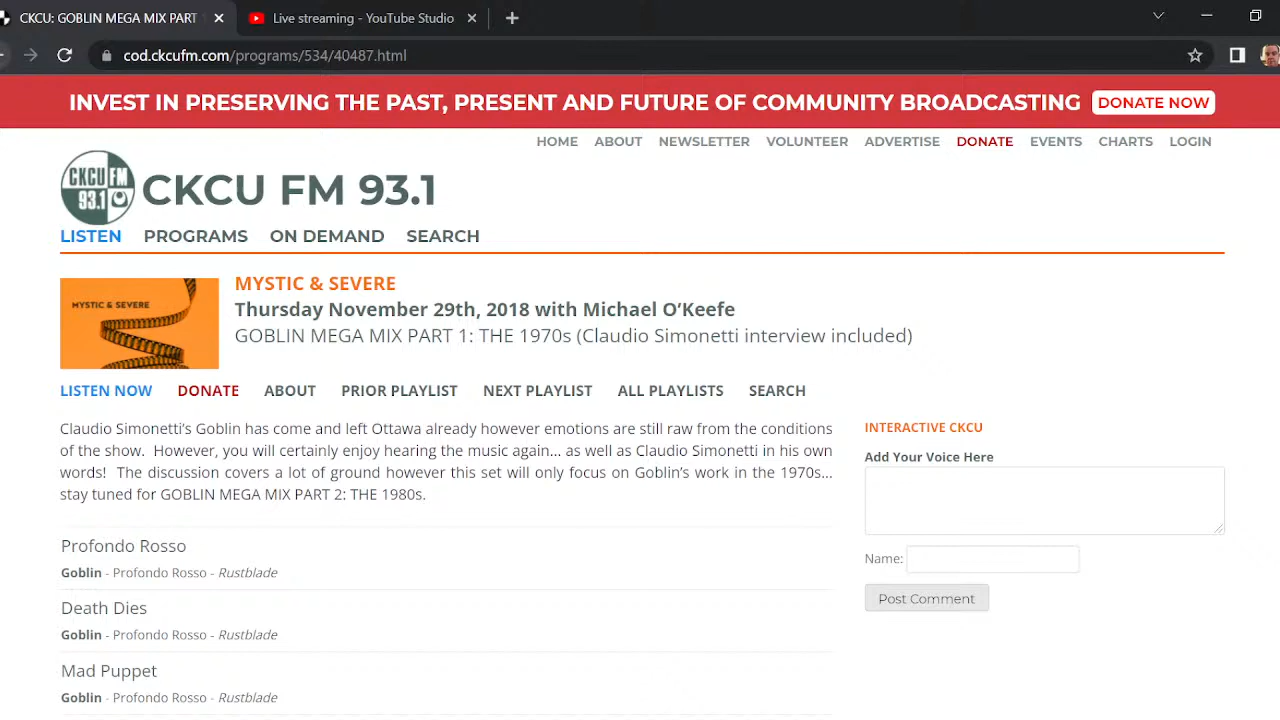 CKCU: GOBLIN MEGA MIX PART
Live streaming - YouTube Studio
cod.ckcufm.com/programs/534/40487.html
INVEST IN PRESERVING THE PAST, PRESENT AND FUTURE OF COMMUNITY BROADCASTING DONATE NOW
HOME ABOUT NEWSLETTER VOLUNTEER ADVERTISE DONATE EVENTS CHARTS LOGIN
CKCU FM
93.1
CKCU FM 93.1
LISTEN PROGRAMS ON DEMAND SEARCH
MYSTIC & SEVERE
MYSTIC & SEVERE
Thursday November 29th, 2018 with Michael O’Keefe
GOBLIN MEGA MIX PART 1: THE 1970s (Claudio Simonetti interview included)
LISTEN NOW DONATE ABOUT PRIOR PLAYLIST NEXT PLAYLIST ALL PLAYLISTS SEARCH
Claudio Simonetti’s Goblin has come and left Ottawa already however emotions are still raw from the conditions
of the show. However, you will certainly enjoy hearing the music again… as well as Claudio Simonetti in his own
words! The discussion covers a lot of ground however this set will only focus on Goblin’s work in the 1970s…
stay tuned for GOBLIN MEGA MIX PART 2: THE 1980s.
Profondo Rosso
Goblin - Profondo Rosso - Rustblade
Death Dies
Goblin - Profondo Rosso - Rustblade
Mad Puppet
Goblin - Profondo Rosso - Rustblade
INTERACTIVE CKCU
Add Your Voice Here
Name:
Post Comment